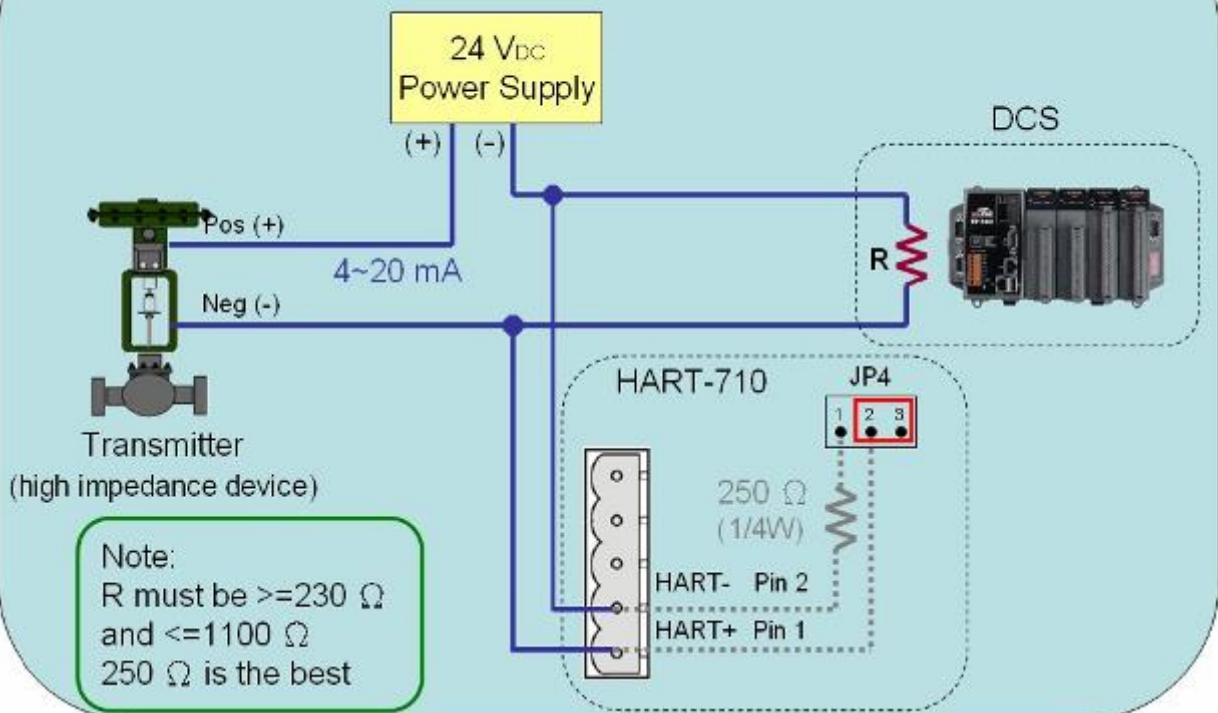 24 VDC
Power Supply
(+) (-)
DCS
Pos (+)
4~20 mA
R
Neg (-)
HART-710
JP4
1 2 3
Transmitter
(high impedance device)
250 Ω
(1/4W)
Note:
R must be >=230 Ω
and <=1100 Ω
250 Ω is the best
HART- Pin 2
HART+ Pin 1